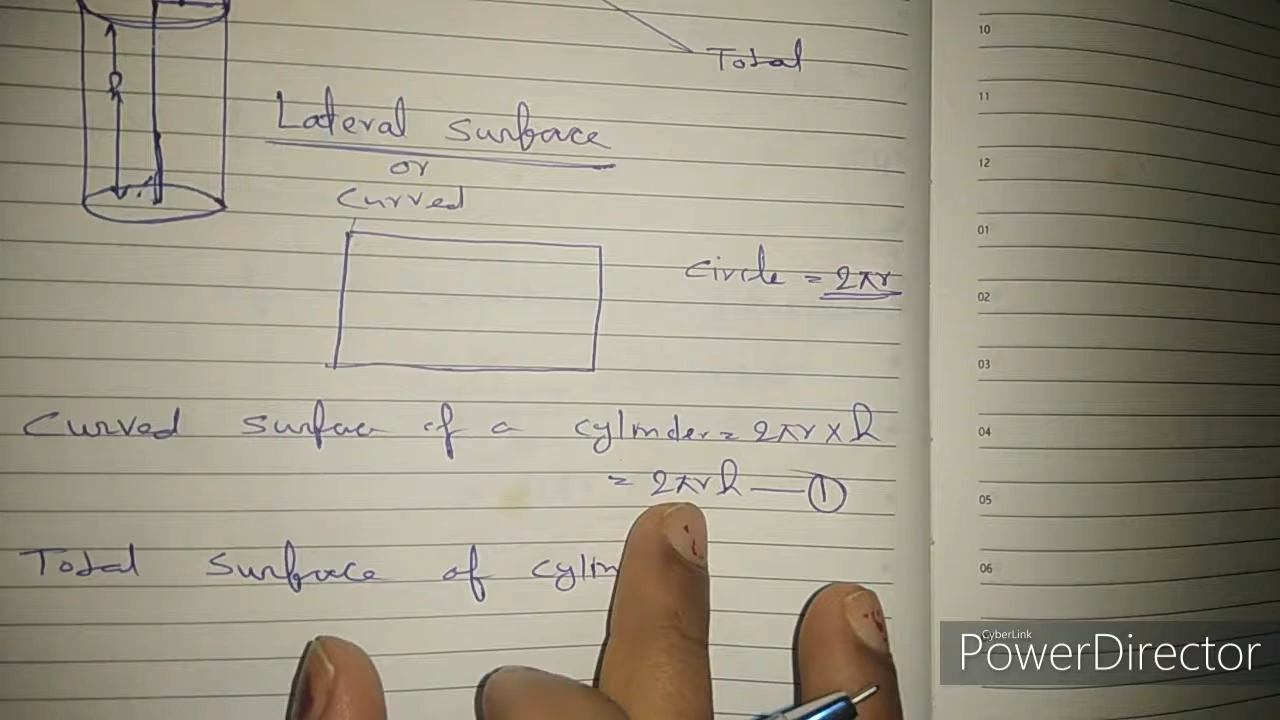 Total
h
Lateral surface
or
Curved
Circle = 2πr
Curved surface of a cylinder = 2πr × h
= 2πrh — ①
Total surface of cylin
10
11
12
01
02
03
04
05
06
CyberLink
PowerDirector